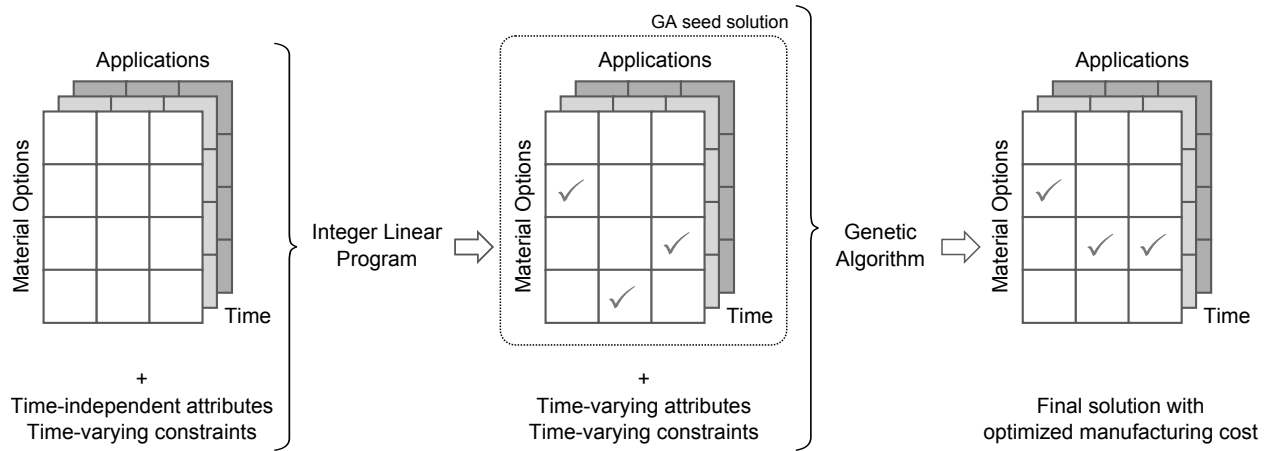 Applications
Material Options
Time
+
Time-independent attributes
Time-varying constraints
Integer Linear
Program
GA seed solution
Applications
Material Options
Time
+
Time-varying attributes
Time-varying constraints
Genetic
Algorithm
Applications
Material Options
Time
Final solution with
optimized manufacturing cost